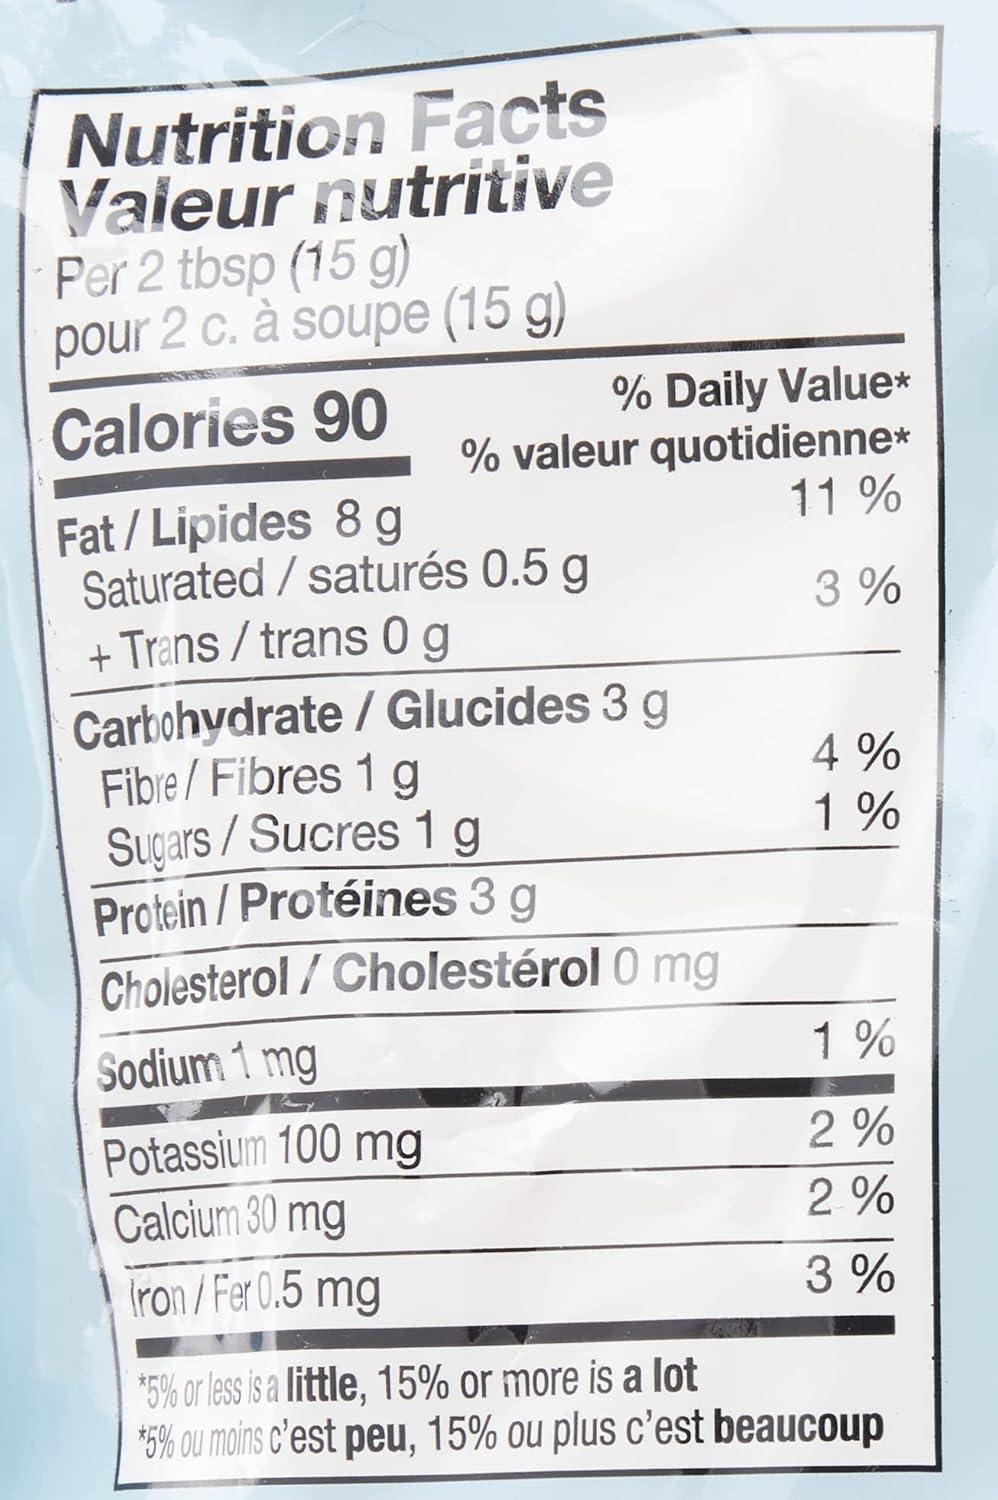 Nutrition Facts
Valeur nutritive
Per 2 tbsp (15 g)
pour 2 c. à soupe (15 g)
Calories 90
% Daily Value*
% valeur quotidienne*
Fat / Lipides 8 g 11 %
Saturated / saturés 0.5 g
+ Trans / trans 0 g 3 %
Carbohydrate / Glucides 3 g
Fibre / Fibres 1 g 4 %
Sugars / Sucres 1 g 1 %
Protein / Protéines 3 g
Cholesterol / Cholestérol 0 mg
Sodium 1 mg 1 %
Potassium 100 mg 2 %
Calcium 30 mg 2 %
Iron / Fer 0.5 mg 3 %
*5% or less is a little, 15% or more is a lot
*5% ou moins c'est peu, 15% ou plus c'est beaucoup